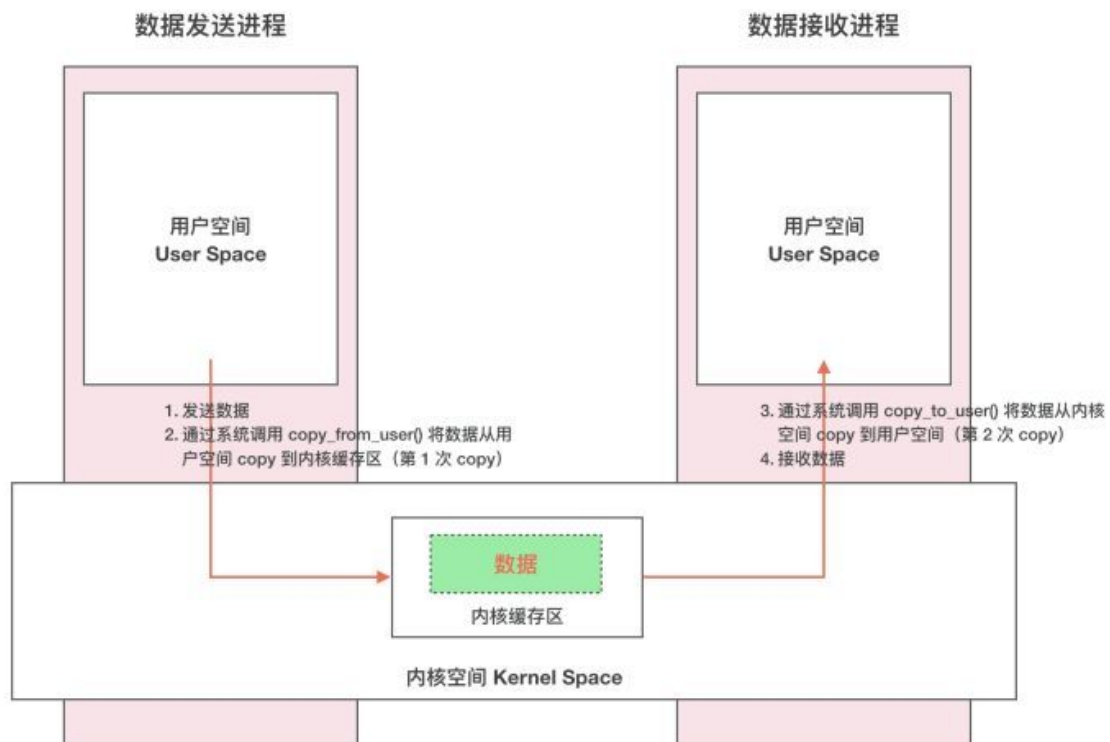 数据发送进程
数据接收进程
用户空间
User Space
用户空间
User Space
1. 发送数据
2. 通过系统调用 copy_from_user() 将数据从用
户空间 copy 到内核缓存区（第 1 次 copy）
3. 通过系统调用 copy_to_user() 将数据从内核
空间 copy 到用户空间（第 2 次 copy）
4. 接收数据
数据
内核缓存区
内核空间 Kernel Space